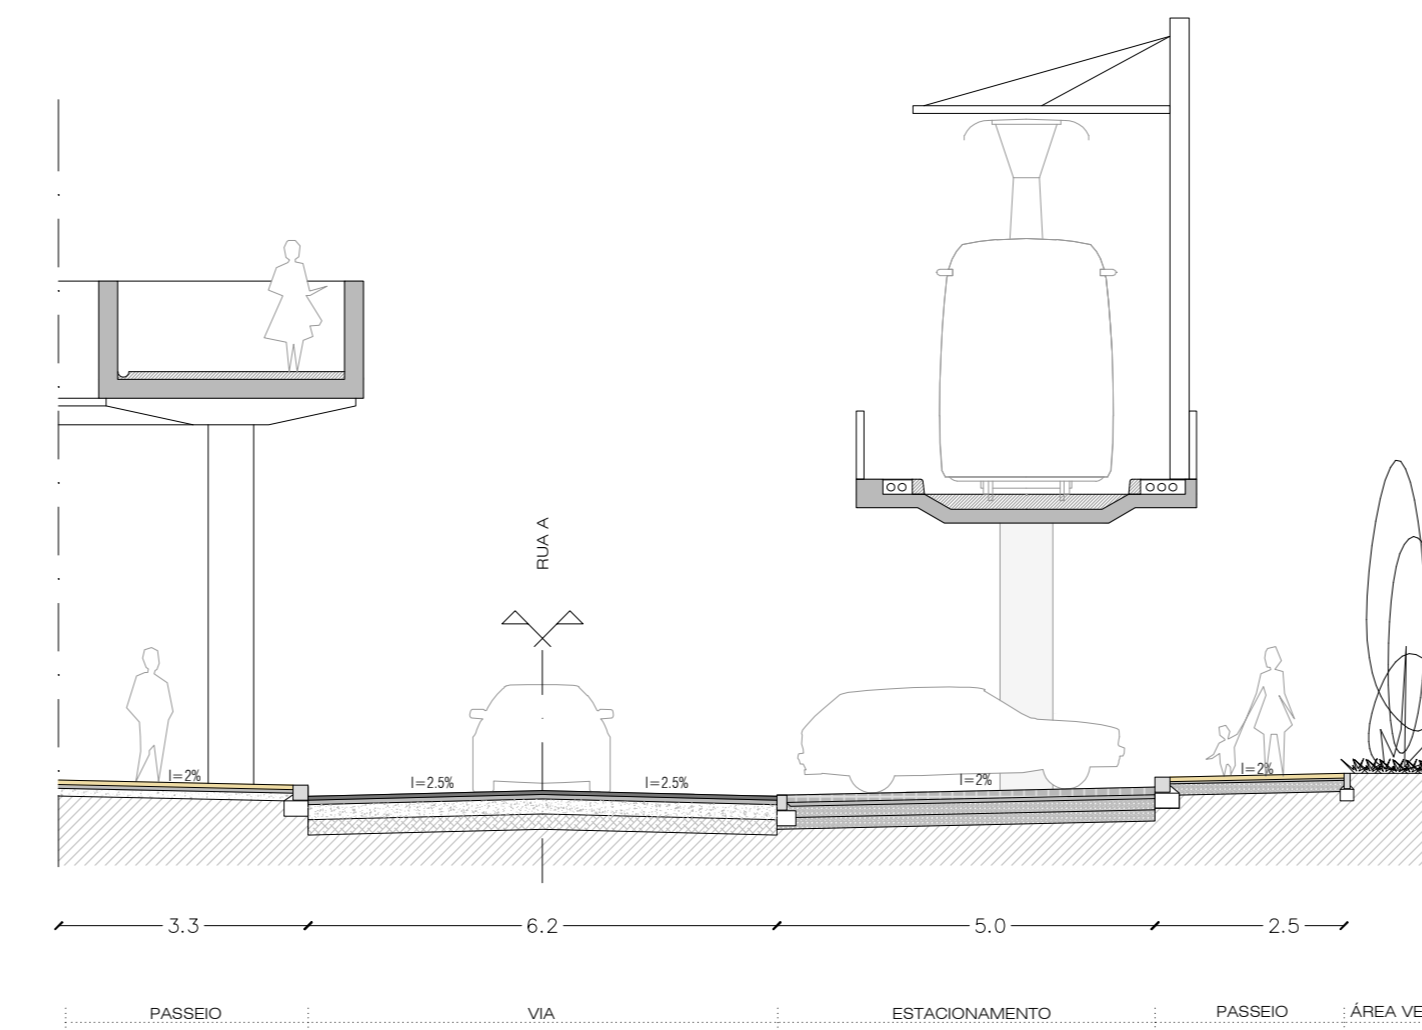 RUA A
I=2%
I=2.5%
I=2.5%
I=2%
I=2%
3.3
6.2
5.0
2.5
PASSEIO
VIA
ESTACIONAMENTO
PASSEIO
ÁREA VE